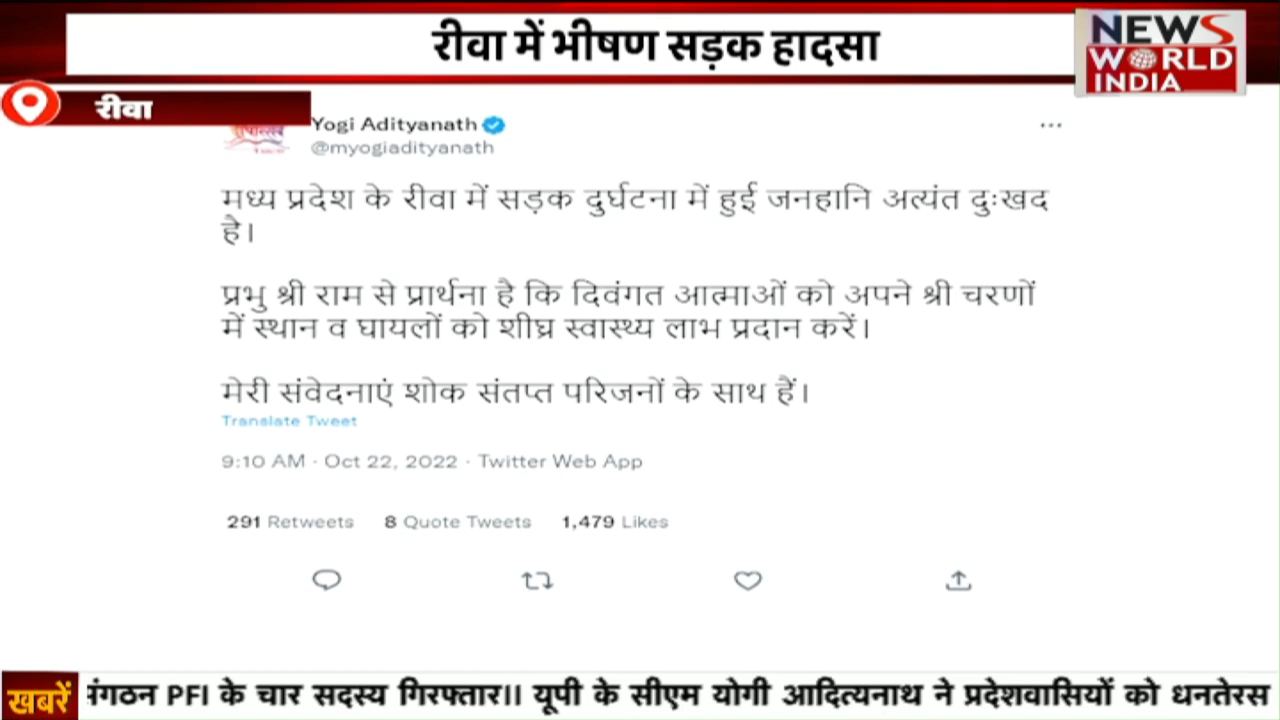 रीवा में भीषण सड़क हादसा
NEWS
WORLD
INDIA
रीवा
Yogi Adityanath
@myogiadityanath
मध्य प्रदेश के रीवा में सड़क दुर्घटना में हुई जनहानि अत्यंत दुःखद
है।
प्रभु श्री राम से प्रार्थना है कि दिवंगत आत्माओं को अपने श्री चरणों
में स्थान व घायलों को शीघ्र स्वास्थ्य लाभ प्रदान करें।
मेरी संवेदनाएं शोक संतप्त परिजनों के साथ हैं।
Translate Tweet
9:10 AM · Oct 22, 2022 · Twitter Web App
291 Retweets 8 Quote Tweets 1,479 Likes
खबरें
PFI के चार सदस्य गिरफ्तार।। यूपी के सीएम योगी आदित्यनाथ ने प्रदेशवासियों को धनतेरस